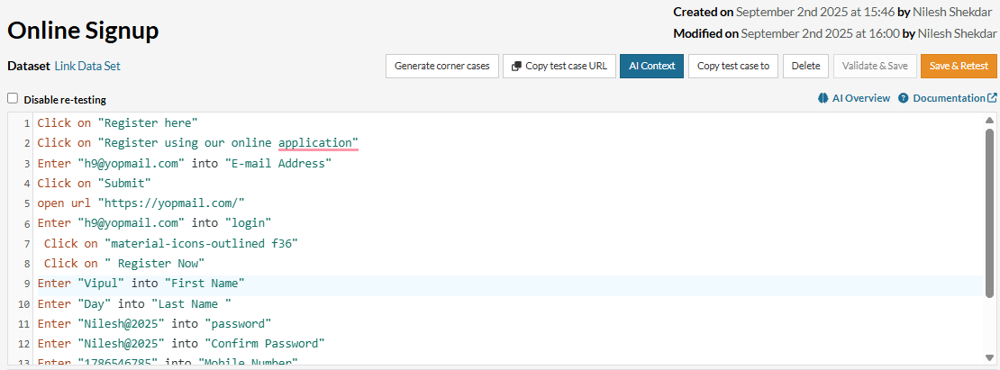 Online Signup
Created on September 2nd 2025 at 15:46 by Nilesh Shekdar
Modified on September 2nd 2025 at 16:00 by Nilesh Shekdar
Dataset Link Data Set
Generate corner cases
Copy test case URL
AI Context
Copy test case to
Delete
Validate & Save
Save & Retest
Disable re-testing
AI Overview
Documentation
1 Click on "Register here"
2 Click on "Register using our online application"
3 Enter "h9@yopmail.com" into "E-mail Address"
4 Click on "Submit"
5 open url "https://yopmail.com/"
6 Enter "h9@yopmail.com" into "login"
7 Click on "material-icons-outlined f36"
8 Click on " Register Now"
9 Enter "Vipul" into "First Name"
10 Enter "Day" into "Last Name "
11 Enter "Nilesh@2025" into "password"
12 Enter "Nilesh@2025" into "Confirm Password"
13 Enter "1786546785" into "Mobile Number"